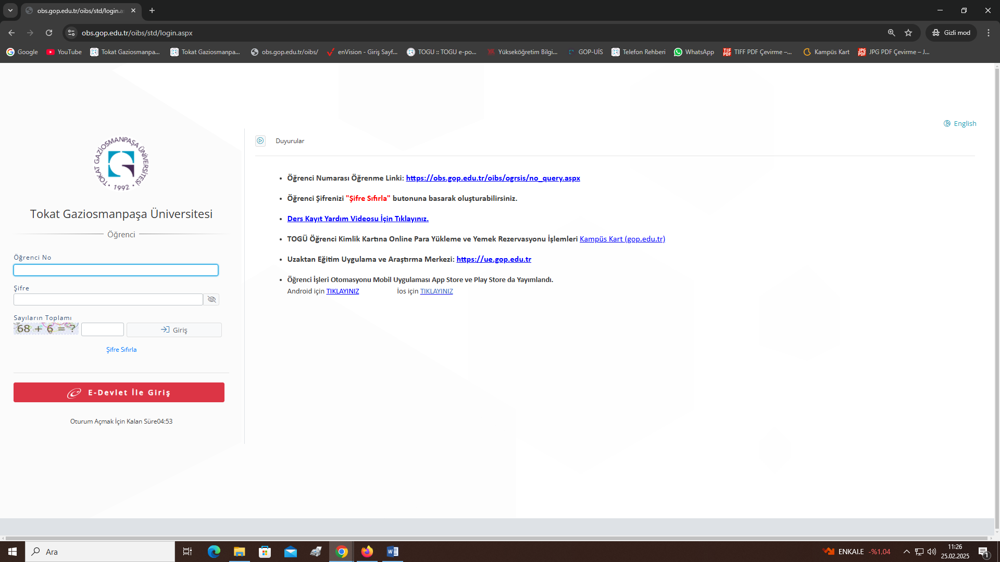 obs.gop.edu.tr/oibs/std/login.a
obs.gop.edu.tr/oibs/std/login.aspx
Gizli mod
Google
YouTube
Tokat Gaziosmanpa...
Tokat Gaziosmanpa...
obs.gop.edu.tr/oibs/
enVision - Giriş Sayf...
TOGU :: TOGU e-po...
Yükseköğretim Bilgi...
GOP-UİS
Telefon Rehberi
WhatsApp
TIFF PDF Çevirme –...
Kampüs Kart
JPG PDF Çevirme – J...
English
TOKAT GAZİOSMANPAŞA ÜNİVERSİTESİ
1992
Tokat Gaziosmanpaşa Üniversitesi
Öğrenci
Öğrenci No
Şifre
Sayıların Toplamı
68 + 6 = ?
Giriş
Şifre Sıfırla
E-Devlet İle Giriş
Oturum Açmak İçin Kalan Süre04:53
Duyurular
• Öğrenci Numarası Öğrenme Linki: https://obs.gop.edu.tr/oibs/ogrsis/no_query.aspx
• Öğrenci Şifrenizi "Şifre Sıfırla" butonuna basarak oluşturabilirsiniz.
• Ders Kayıt Yardım Videosu İçin Tıklayınız.
• TOGÜ Öğrenci Kimlik Kartına Online Para Yükleme ve Yemek Rezervasyonu İşlemleri Kampüs Kart (gop.edu.tr)
• Uzaktan Eğitim Uygulama ve Araştırma Merkezi: https://ue.gop.edu.tr
• Öğrenci İşleri Otomasyonu Mobil Uygulaması App Store ve Play Store da Yayımlandı.
Android için TIKLAYINIZ İos için TIKLAYINIZ
Ara
ENKAI.E -%1,04
11:26
25.02.2025
1